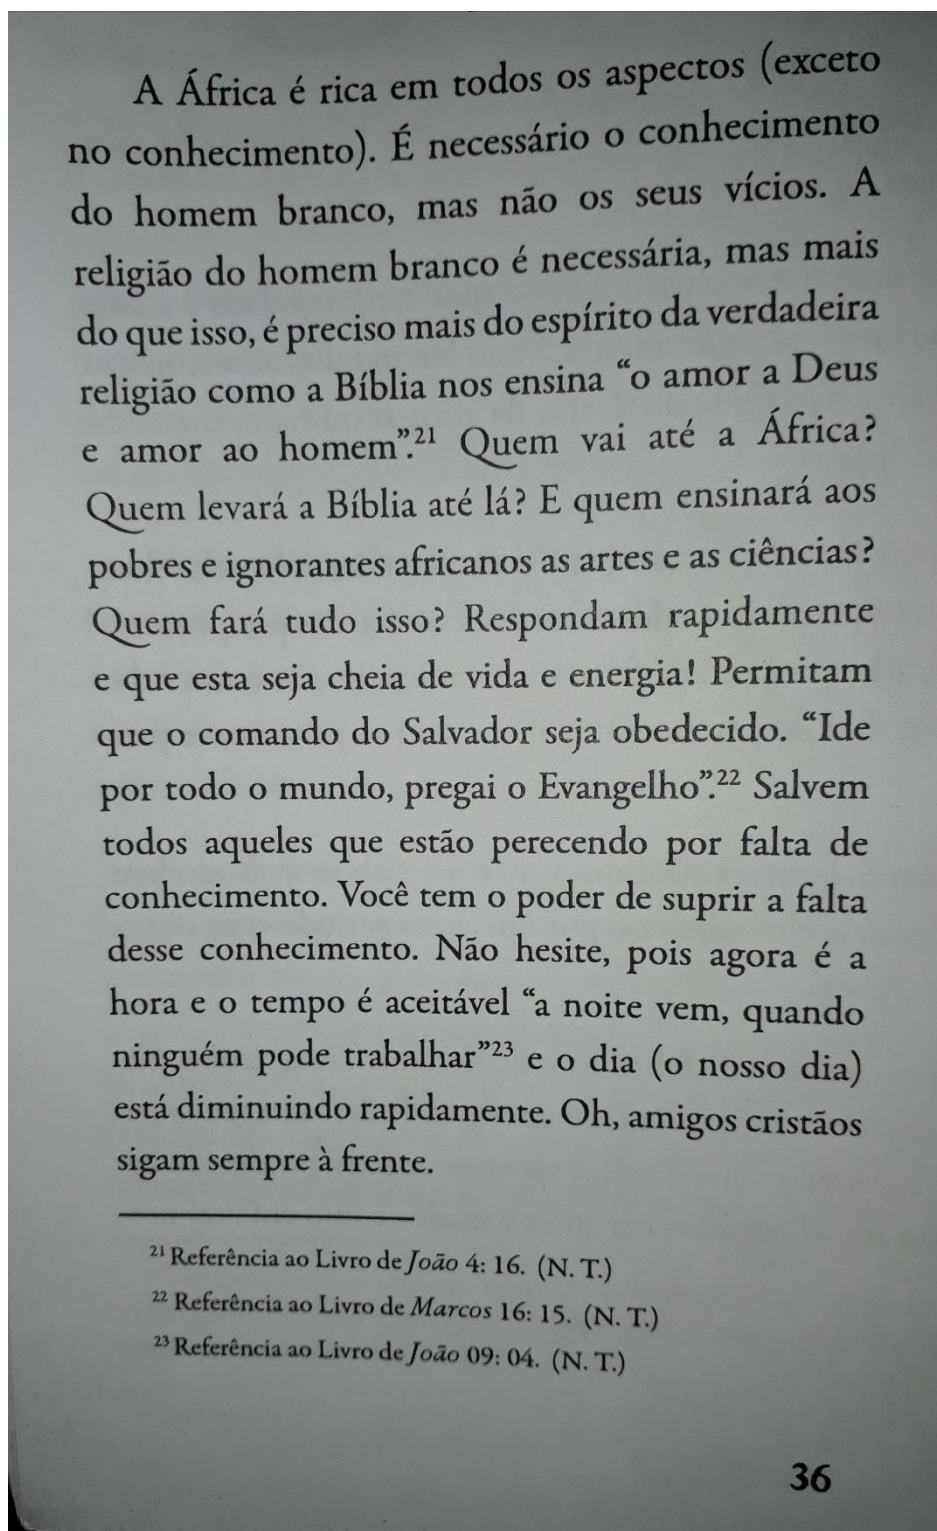 A África é rica em todos os aspectos (exceto
no conhecimento). É necessário o conhecimento
do homem branco, mas não os seus vícios. A
religião do homem branco é necessária, mas mais
do que isso, é preciso mais do espírito da verdadeira
religião como a Bíblia nos ensina “o amor a Deus
e amor ao homem”.²¹ Quem vai até a África?
Quem levará a Bíblia até lá? E quem ensinará aos
pobres e ignorantes africanos as artes e as ciências?
Quem fará tudo isso? Respondam rapidamente
e que esta seja cheia de vida e energia! Permitam
que o comando do Salvador seja obedecido. “Ide
por todo o mundo, pregai o Evangelho”.²² Salvem
todos aqueles que estão perecendo por falta de
conhecimento. Você tem o poder de suprir a falta
desse conhecimento. Não hesite, pois agora é a
hora e o tempo é aceitável “a noite vem, quando
ninguém pode trabalhar”²³ e o dia (o nosso dia)
está diminuindo rapidamente. Oh, amigos cristãos
sigam sempre à frente.
²¹ Referência ao Livro de João 4: 16. (N. T.)
²² Referência ao Livro de Marcos 16: 15. (N. T.)
²³ Referência ao Livro de João 09: 04. (N. T.)
36